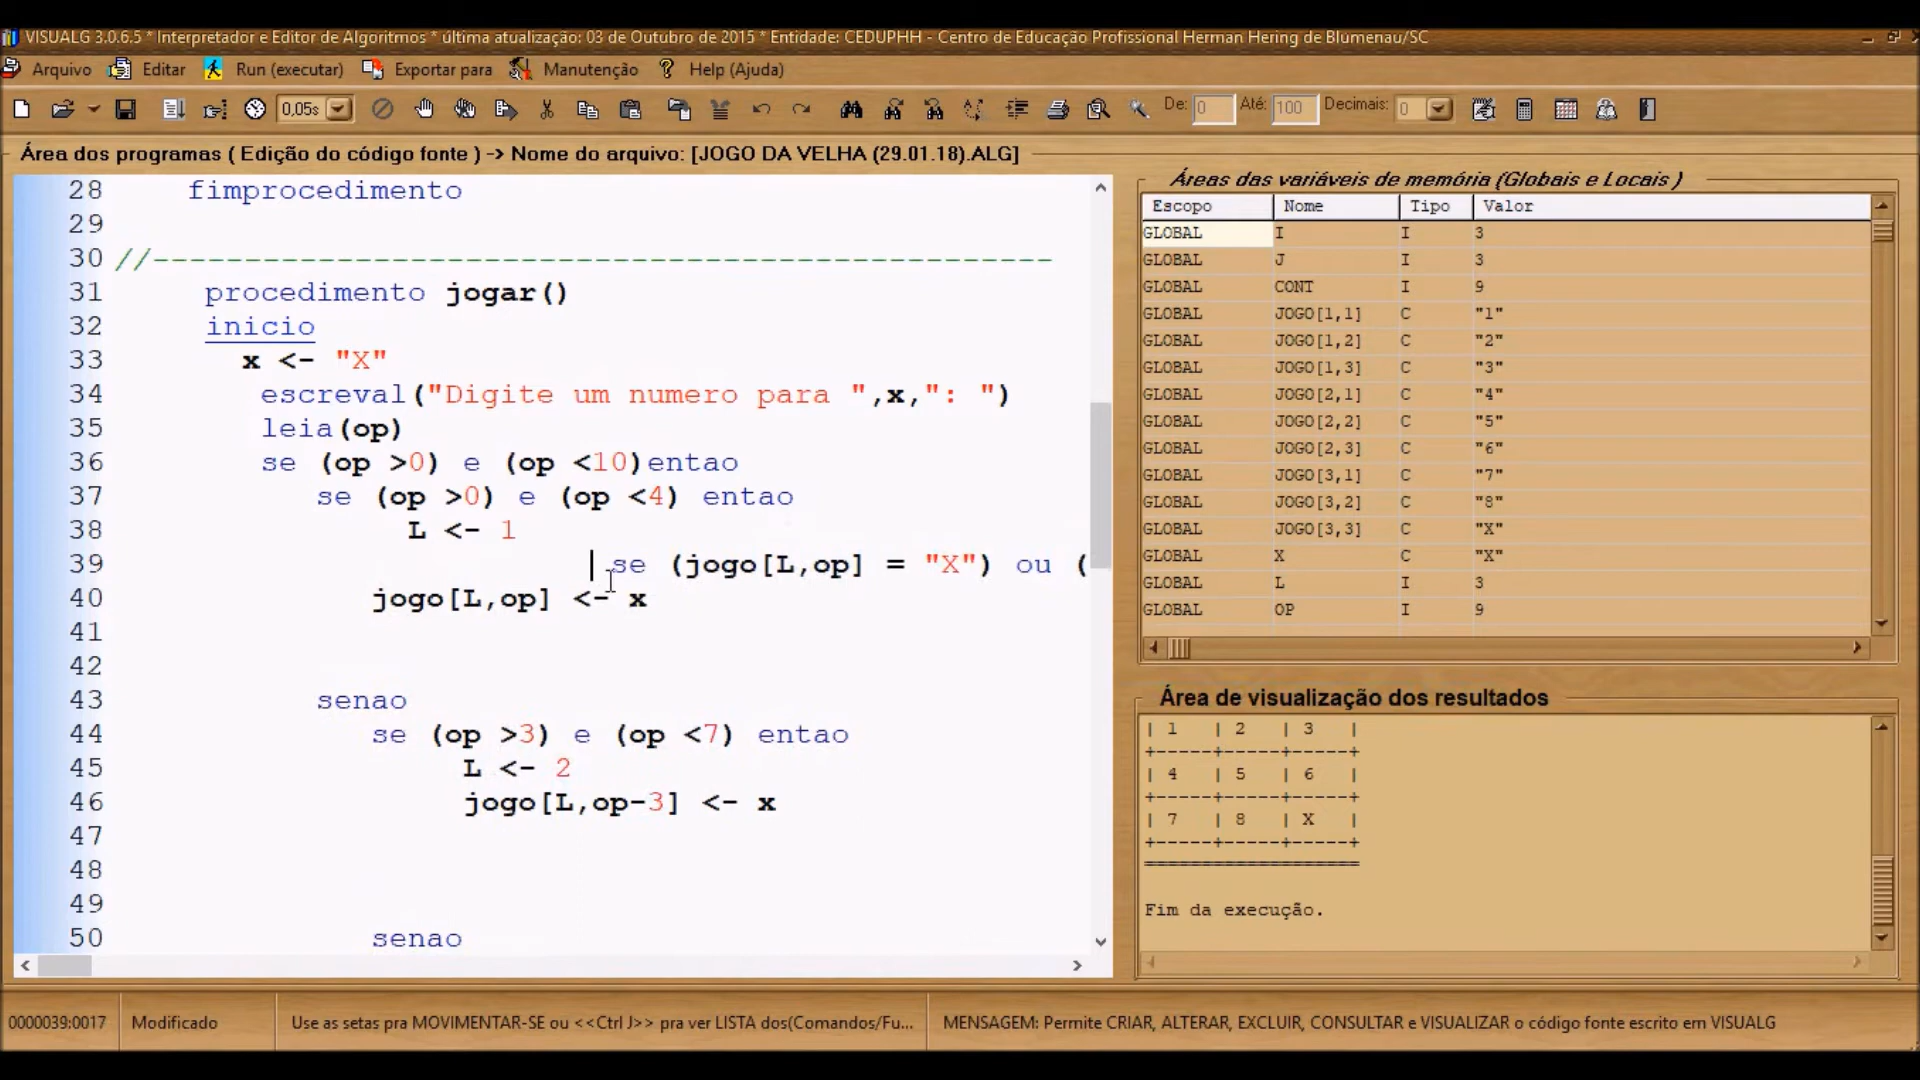 VISUALG 3.0.6.5 * Interpretador e Editor de Algoritmos * última atualização: 03 de Outubro de 2015 * Entidade: CEDUPHH - Centro de Educação Profissional Herman Hering de Blumenau/SC
Arquivo Editar Run (executar) Exportar para Manutenção Help (Ajuda)
0,05s De: 0 Até: 100 Decimais: 0
Área dos programas ( Edição do código fonte ) -> Nome do arquivo: [JOGO DA VELHA (29.01.18).ALG]
28 fimprocedimento
29
30 //-------------------------------------------------
31 procedimento jogar()
32 inicio
33 x <- "X"
34 escreval("Digite um numero para ",x,": ")
35 leia(op)
36 se (op >0) e (op <10)entao
37 se (op >0) e (op <4) entao
38 L <- 1
39 se (jogo[L,op] = "X") ou (
40 jogo[L,op] <- x
41
42
43 senao
44 se (op >3) e (op <7) entao
45 L <- 2
46 jogo[L,op-3] <- x
47
48
49
50 senao
Áreas das variáveis de memória (Globais e Locais )
Escopo Nome Tipo Valor
GLOBAL I I 3
GLOBAL J I 3
GLOBAL CONT I 9
GLOBAL JOGO[1,1] C "1"
GLOBAL JOGO[1,2] C "2"
GLOBAL JOGO[1,3] C "3"
GLOBAL JOGO[2,1] C "4"
GLOBAL JOGO[2,2] C "5"
GLOBAL JOGO[2,3] C "6"
GLOBAL JOGO[3,1] C "7"
GLOBAL JOGO[3,2] C "8"
GLOBAL JOGO[3,3] C "X"
GLOBAL X C "X"
GLOBAL L I 3
GLOBAL OP I 9
Área de visualização dos resultados
| 1 | 2 | 3 |
+-----+-----+-----+
| 4 | 5 | 6 |
+-----+-----+-----+
| 7 | 8 | X |
+-----+-----+-----+
===================
Fim da execução.
0000039:0017 Modificado Use as setas pra MOVIMENTAR-SE ou <<Ctrl J>> pra ver LISTA dos(Comandos/Fu... MENSAGEM: Permite CRIAR, ALTERAR, EXCLUIR, CONSULTAR e VISUALIZAR o código fonte escrito em VISUALG